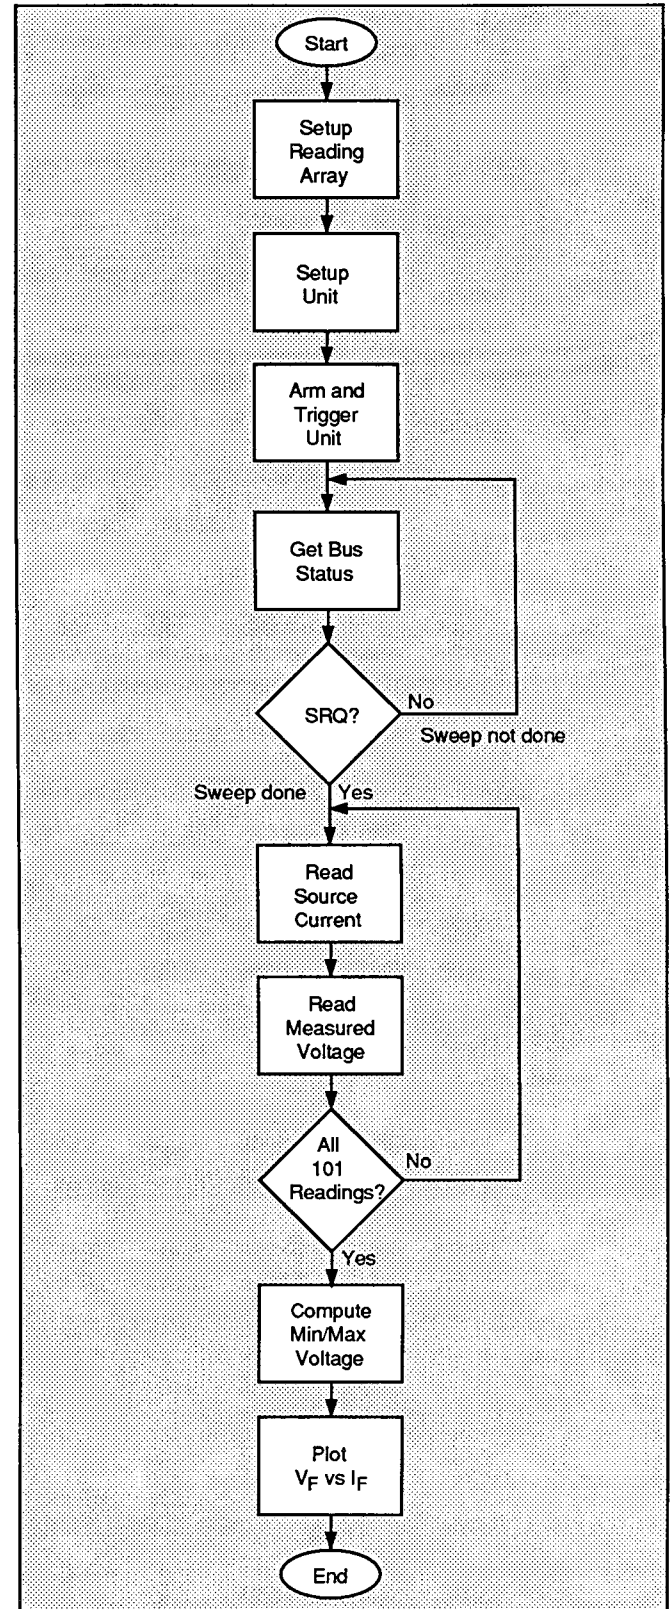 Start
Setup
Reading
Array
Setup
Unit
Arm and
Trigger
Unit
Get Bus
Status
SRQ?
No
Sweep not done
Sweep done
Yes
Read
Source
Current
Read
Measured
Voltage
All
101
Readings?
No
Yes
Compute
Min/Max
Voltage
Plot
VF vs IF
End